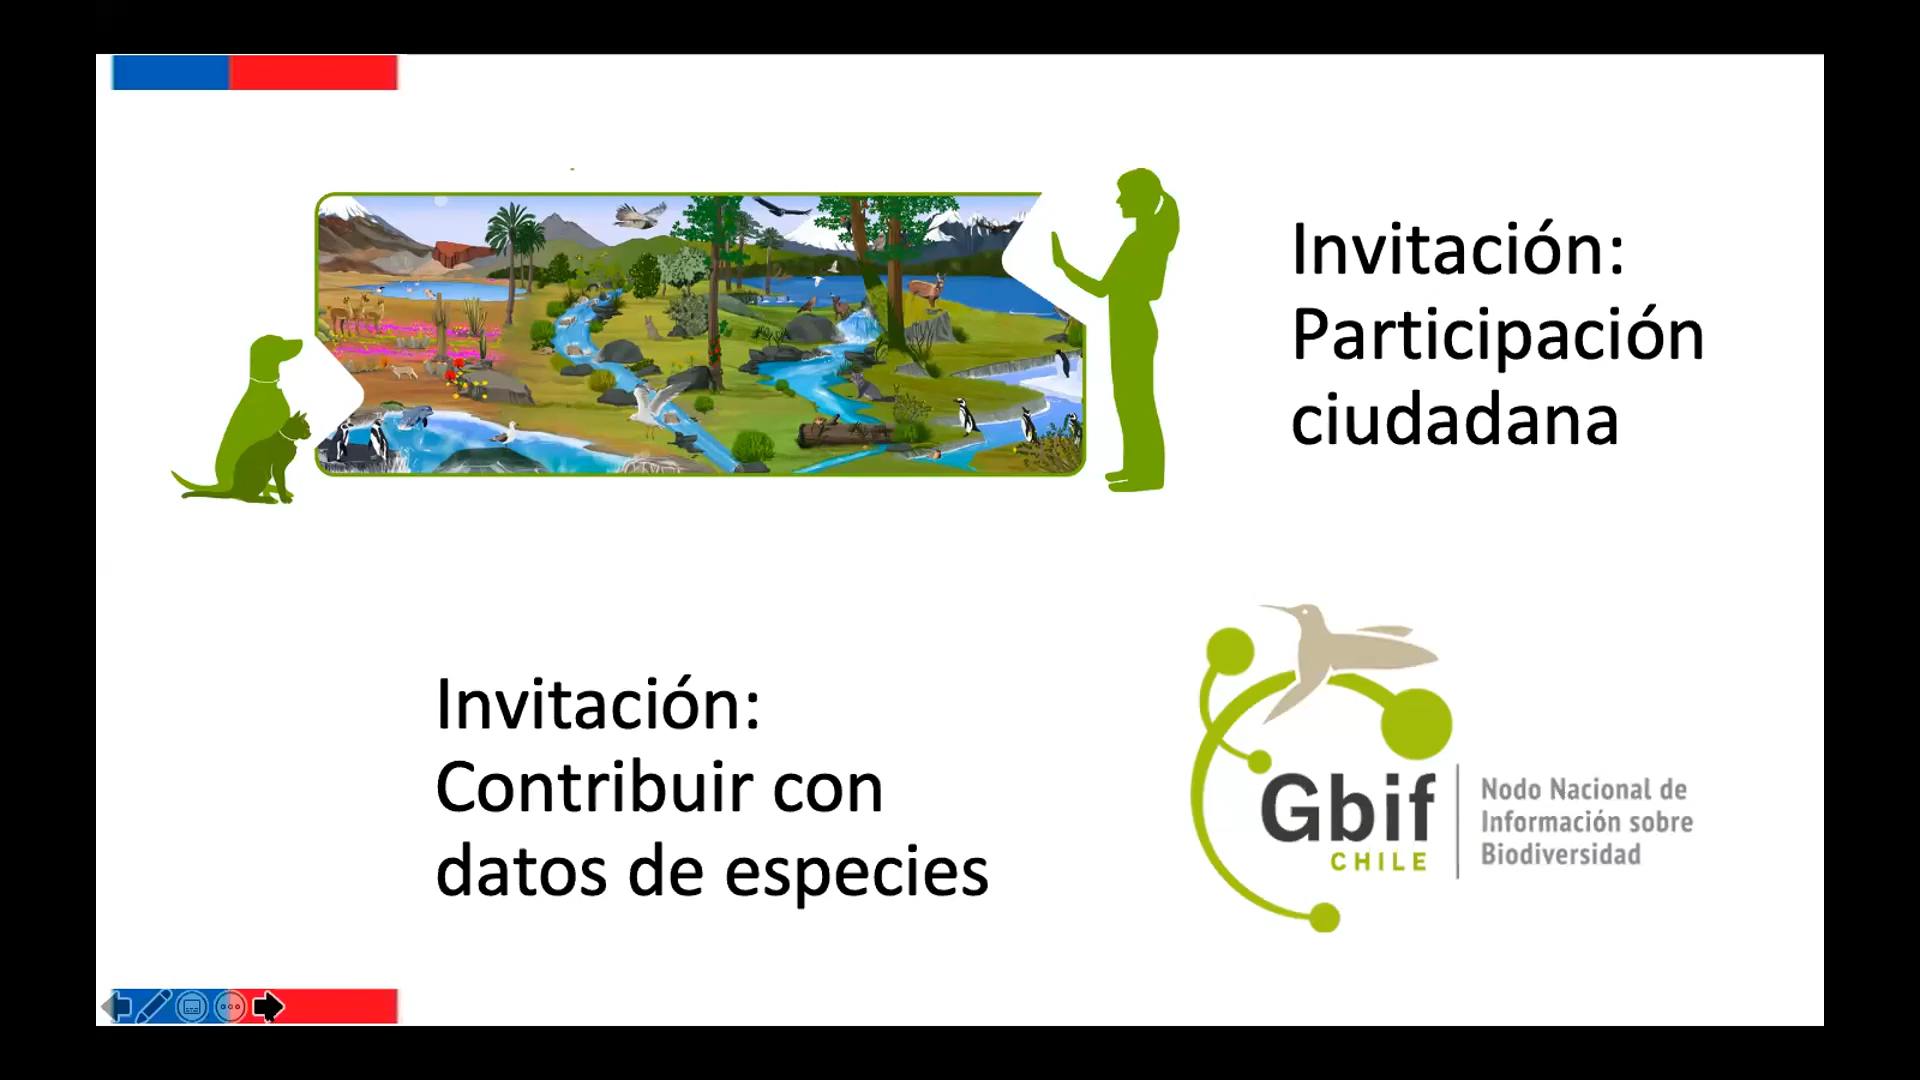 Invitación:
Participación
ciudadana
Invitación:
Contribuir con
datos de especies
Gbif
CHILE
Nodo Nacional de
Información sobre
Biodiversidad